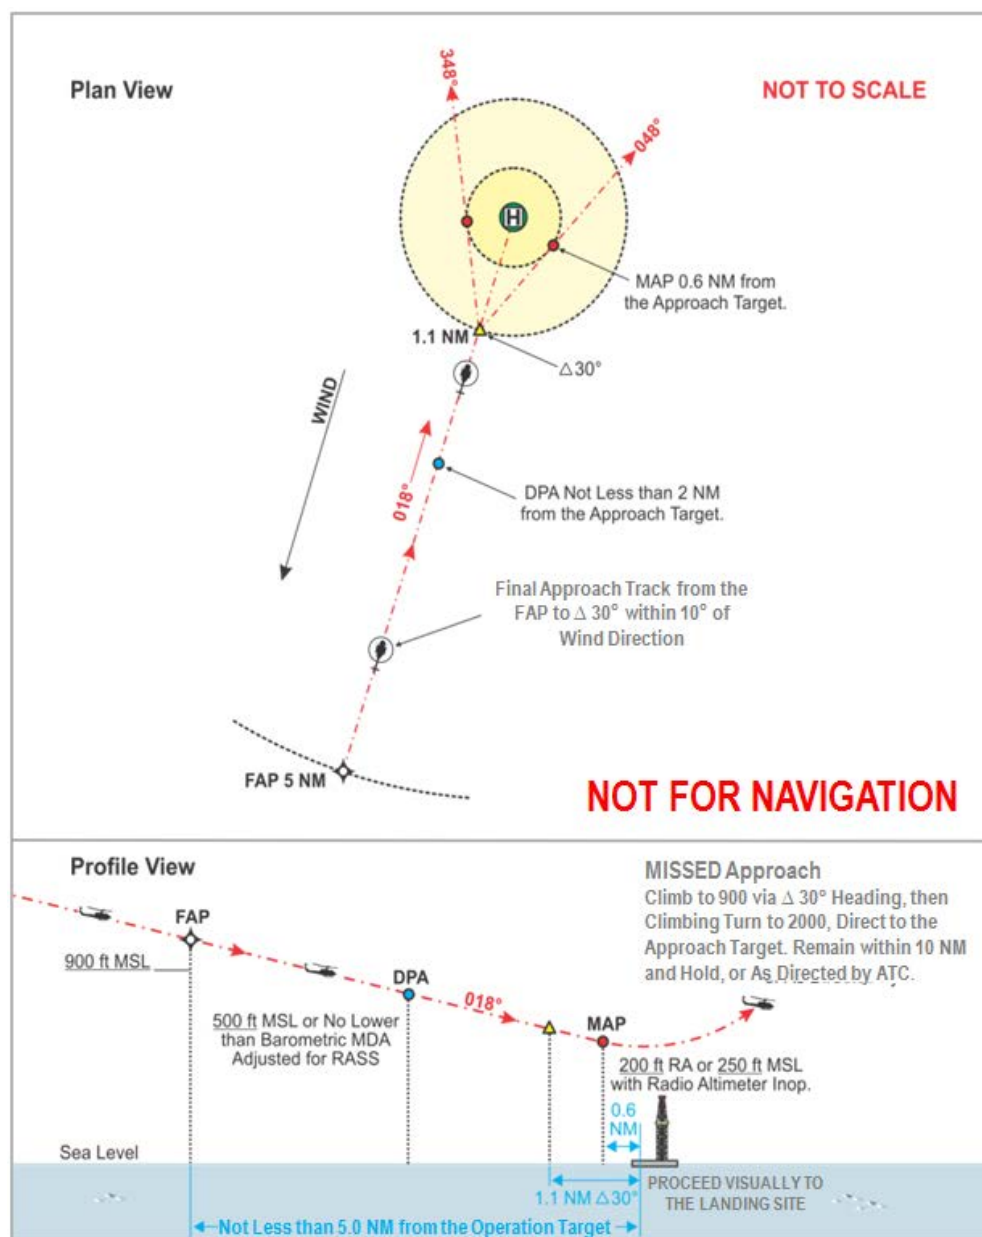 Plan View
NOT TO SCALE
348°
048°
H
MAP 0.6 NM from
the Approach Target.
1.1 NM
Δ30°
WIND
018°
DPA Not Less than 2 NM
from the Approach Target.
Final Approach Track from the
FAP to Δ 30° within 10° of
Wind Direction
FAP 5 NM
NOT FOR NAVIGATION
Profile View
MISSED Approach
Climb to 900 via Δ 30° Heading, then
Climbing Turn to 2000, Direct to the
Approach Target. Remain within 10 NM
and Hold, or As Directed by ATC.
FAP
900 ft MSL
DPA
500 ft MSL or No Lower
than Barometric MDA
Adjusted for RASS
018°
MAP
200 ft RA or 250 ft MSL
with Radio Altimeter Inop.
0.6
NM
Sea Level
1.1 NM Δ30°
PROCEED VISUALLY TO
THE LANDING SITE
Not Less than 5.0 NM from the Operation Target